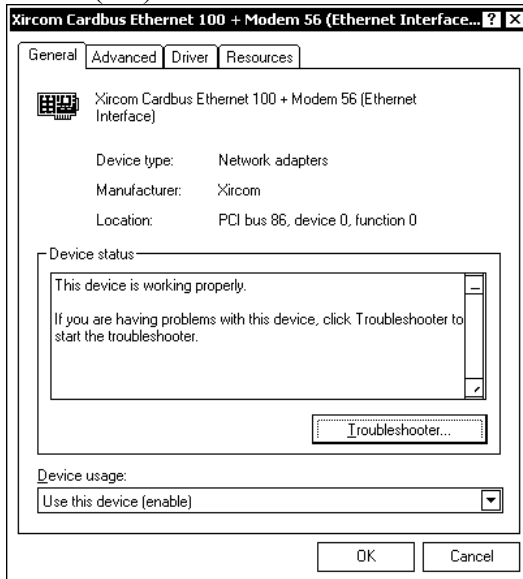 Xircom Cardbus Ethernet 100 + Modem 56 (Ethernet Interface...
General Advanced Driver Resources
Xircom Cardbus Ethernet 100 + Modem 56 (Ethernet
Interface)
Device type: Network adapters
Manufacturer: Xircom
Location: PCI bus 86, device 0, function 0
Device status
This device is working properly.
If you are having problems with this device, click Troubleshooter to
start the troubleshooter.
Troubleshooter...
Device usage:
Use this device (enable)
OK Cancel